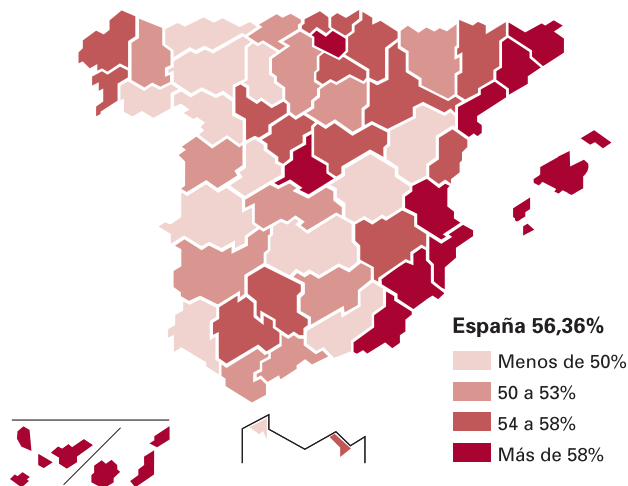 España 56,36%
Menos de 50%
50 a 53%
54 a 58%
Más de 58%